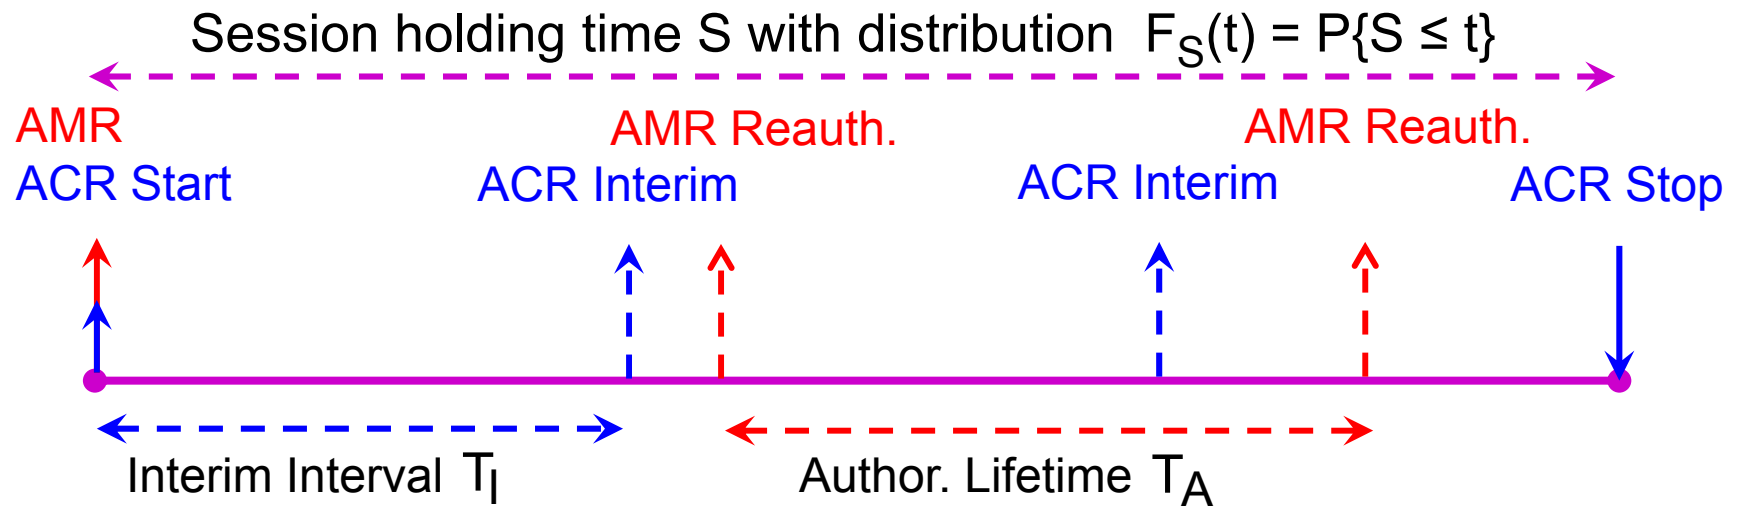 Session holding time S with distribution F_S(t) = P{S ≤ t}
AMR
AMR Reauth.
AMR Reauth.
ACR Start
ACR Interim
ACR Interim
ACR Stop
Interim Interval T_I
Author. Lifetime T_A